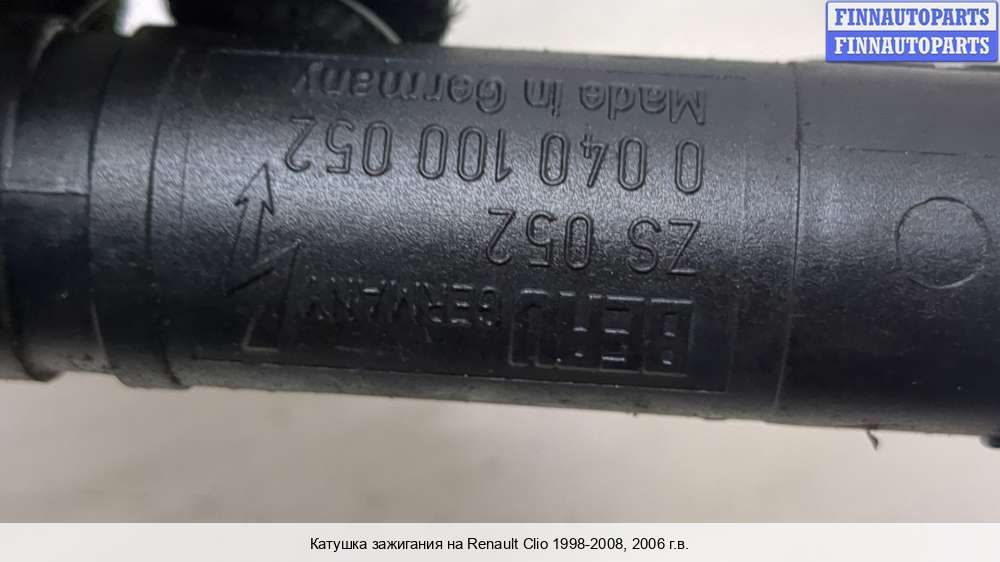 FINNAUTOPARTS
FINNAUTOPARTS
BERU GERMANY
ZS 052
0 040 100 052
Made in Germany
Катушка зажигания на Renault Clio 1998-2008, 2006 г.в.